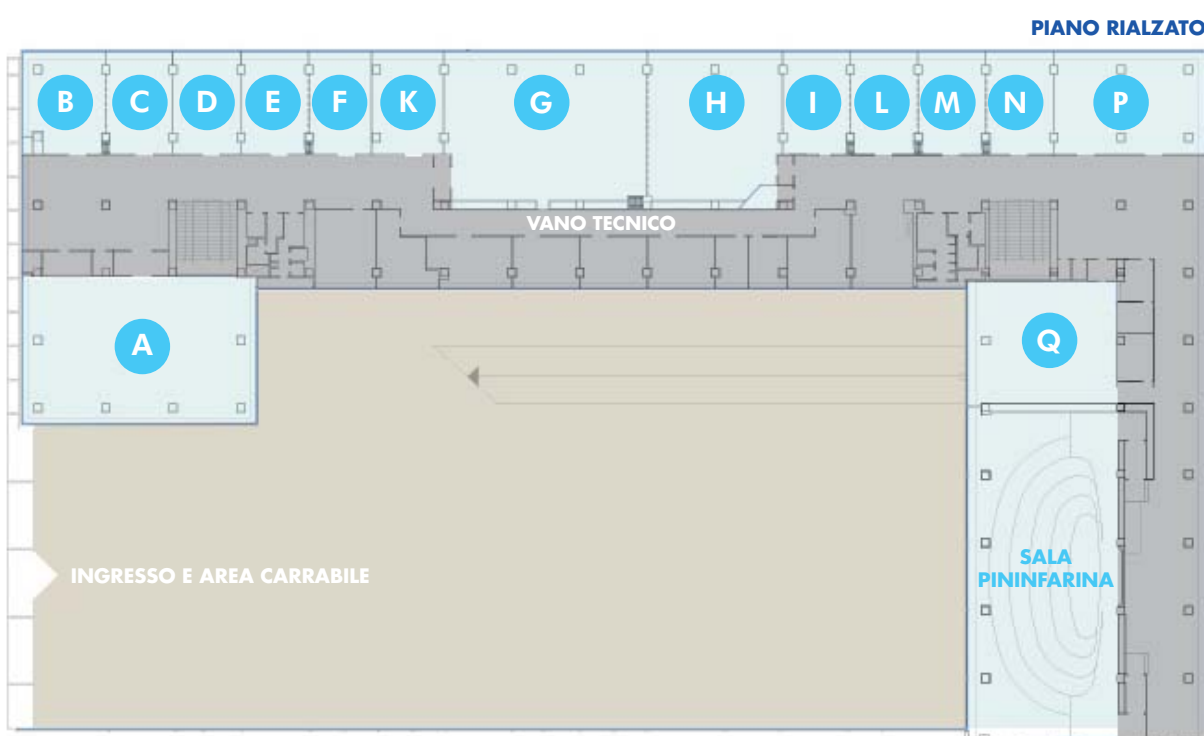 PIANO RIALZATO
B C D E F K G H I L M N P
VANO TECNICO
A
Q
INGRESSO E AREA CARRABILE
SALA
PININFARINA